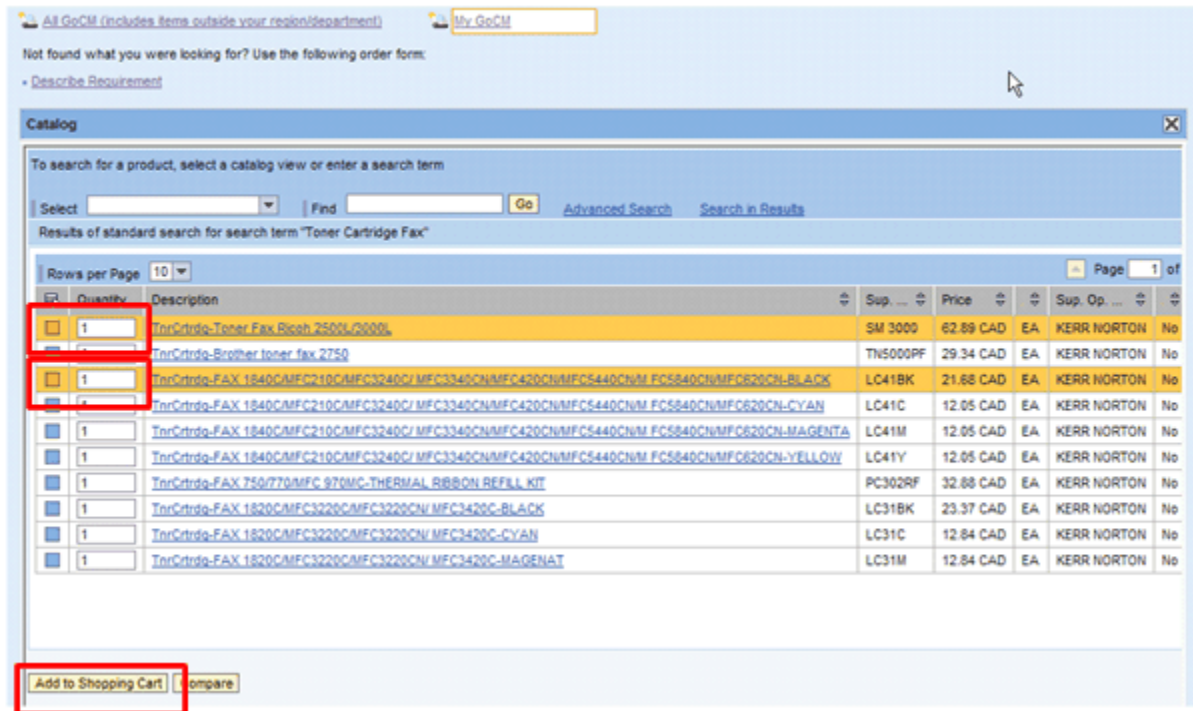 All GoCM (includes items outside your region/department) My GoCM
Not found what you were looking for? Use the following order form:
Describe Requirement
Catalog
To search for a product, select a catalog view or enter a search term
Select Find Go Advanced Search Search in Results
Results of standard search for search term "Toner Cartridge Fax"
Rows per Page 10 Page 1 of
Quantity Description Sup. ... Price Sup. Op. ...
1 TnrCrtrdg-Toner Fax Ricoh 2500L/3000L SM 3000 62.89 CAD EA KERR NORTON No
TnrCrtrdg-Brother toner fax 2750 TN5000PF 29.34 CAD EA KERR NORTON No
1 TnrCrtrdg-FAX 1840C/MFC210C/MFC3240C/ MFC3340CN/MFC420CN/MFC5440CN/M FC5840CN/MFC620CN-BLACK LC41BK 21.68 CAD EA KERR NORTON No
TnrCrtrdg-FAX 1840C/MFC210C/MFC3240C/ MFC3340CN/MFC420CN/MFC5440CN/M FC5840CN/MFC620CN-CYAN LC41C 12.05 CAD EA KERR NORTON No
1 TnrCrtrdg-FAX 1840C/MFC210C/MFC3240C/ MFC3340CN/MFC420CN/MFC5440CN/M FC5840CN/MFC620CN-MAGENTA LC41M 12.05 CAD EA KERR NORTON No
1 TnrCrtrdg-FAX 1840C/MFC210C/MFC3240C/ MFC3340CN/MFC420CN/MFC5440CN/M FC5840CN/MFC620CN-YELLOW LC41Y 12.05 CAD EA KERR NORTON No
1 TnrCrtrdg-FAX 750/770/MFC 970MC-THERMAL RIBBON REFILL KIT PC302RF 32.88 CAD EA KERR NORTON No
1 TnrCrtrdg-FAX 1820C/MFC3220C/MFC3220CN/ MFC3420C-BLACK LC31BK 23.37 CAD EA KERR NORTON No
1 TnrCrtrdg-FAX 1820C/MFC3220C/MFC3220CN/ MFC3420C-CYAN LC31C 12.84 CAD EA KERR NORTON No
1 TnrCrtrdg-FAX 1820C/MFC3220C/MFC3220CN/ MFC3420C-MAGENAT LC31M 12.84 CAD EA KERR NORTON No
Add to Shopping Cart Compare